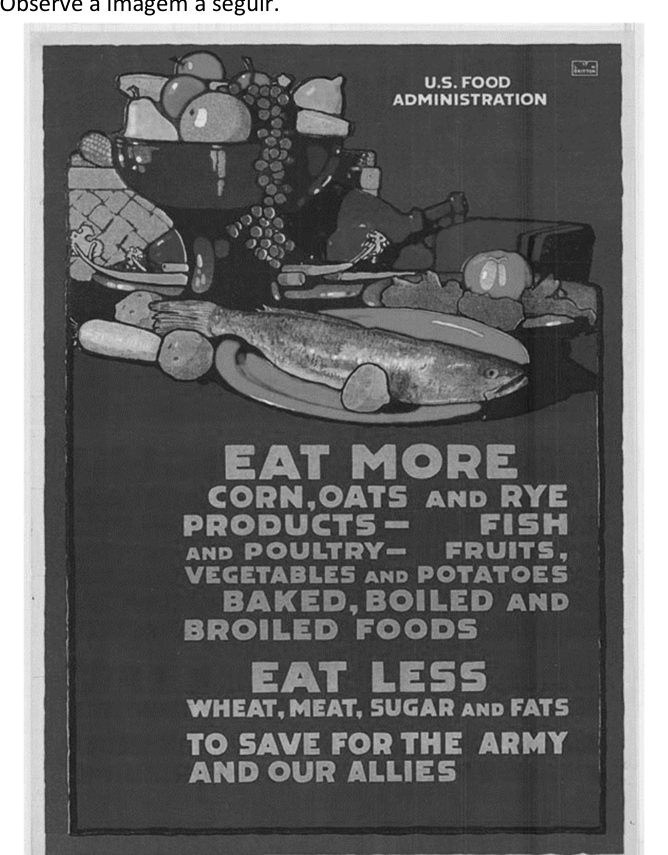 Observe a imagem a seguir.
U.S. FOOD
ADMINISTRATION
EAT MORE
CORN, OATS AND RYE
PRODUCTS — FISH
AND POULTRY — FRUITS,
VEGETABLES AND POTATOES
BAKED, BOILED AND
BROILED FOODS
EAT LESS
WHEAT, MEAT, SUGAR AND FATS
TO SAVE FOR THE ARMY
AND OUR ALLIES